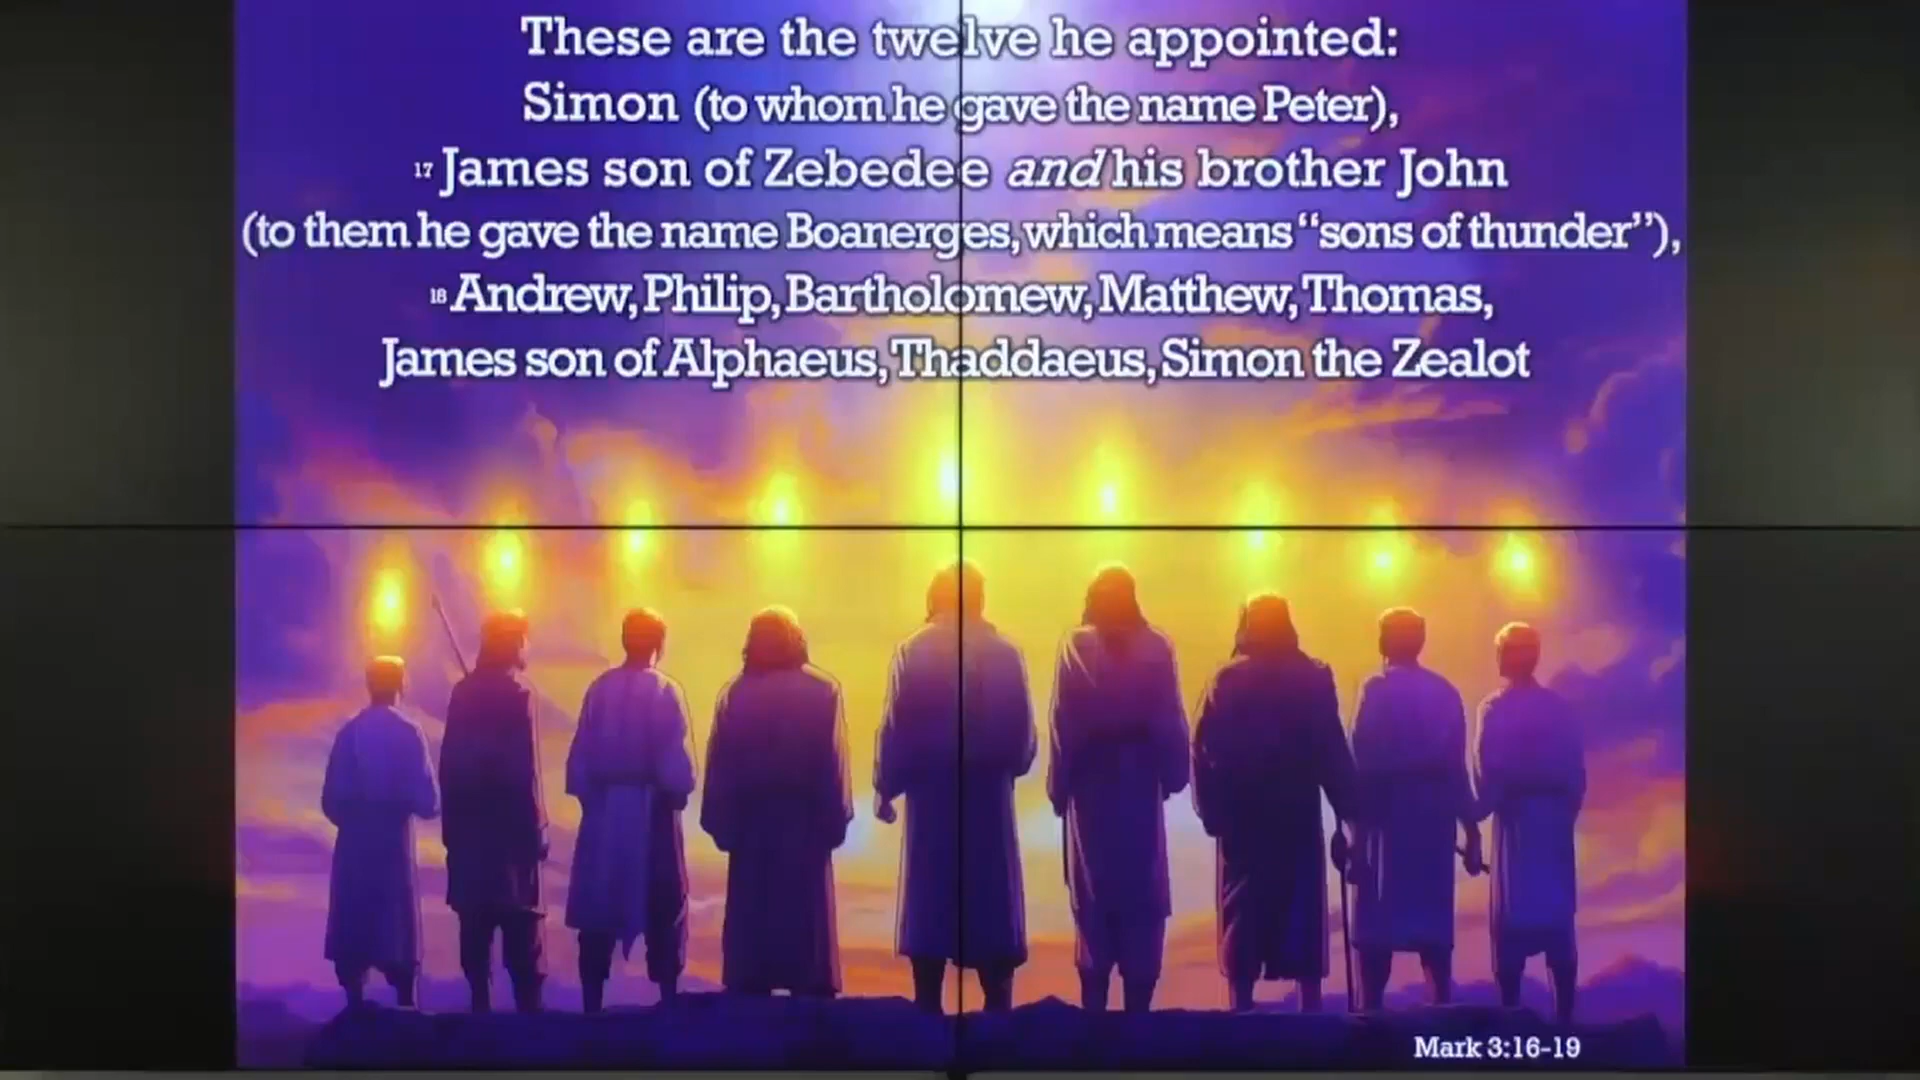 These are the twelve he appointed:
Simon (to whom he gave the name Peter),
17 James son of Zebedee and his brother John
(to them he gave the name Boanerges, which means “sons of thunder”),
18 Andrew, Philip, Bartholomew, Matthew, Thomas,
James son of Alphaeus, Thaddaeus, Simon the Zealot
Mark 3:16-19